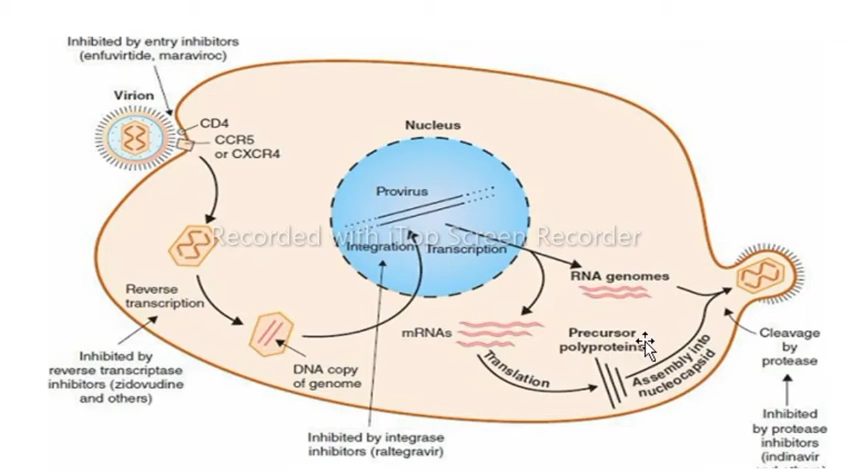 Inhibited by entry inhibitors
(enfuvirtide, maraviroc)
Virion
CD4
CCR5
or CXCR4
Nucleus
Provirus
Recorded with iTop Screen Recorder
Integration
Transcription
RNA genomes
Reverse
transcription
mRNAs
Precursor
polyproteins
Cleavage
by
protease
DNA copy
of genome
Translation
Assembly into
nucleocapsid
Inhibited by
reverse transcriptase
inhibitors (zidovudine
and others)
Inhibited by integrase
inhibitors (raltegravir)
Inhibited
by protease
inhibitors
(indinavir